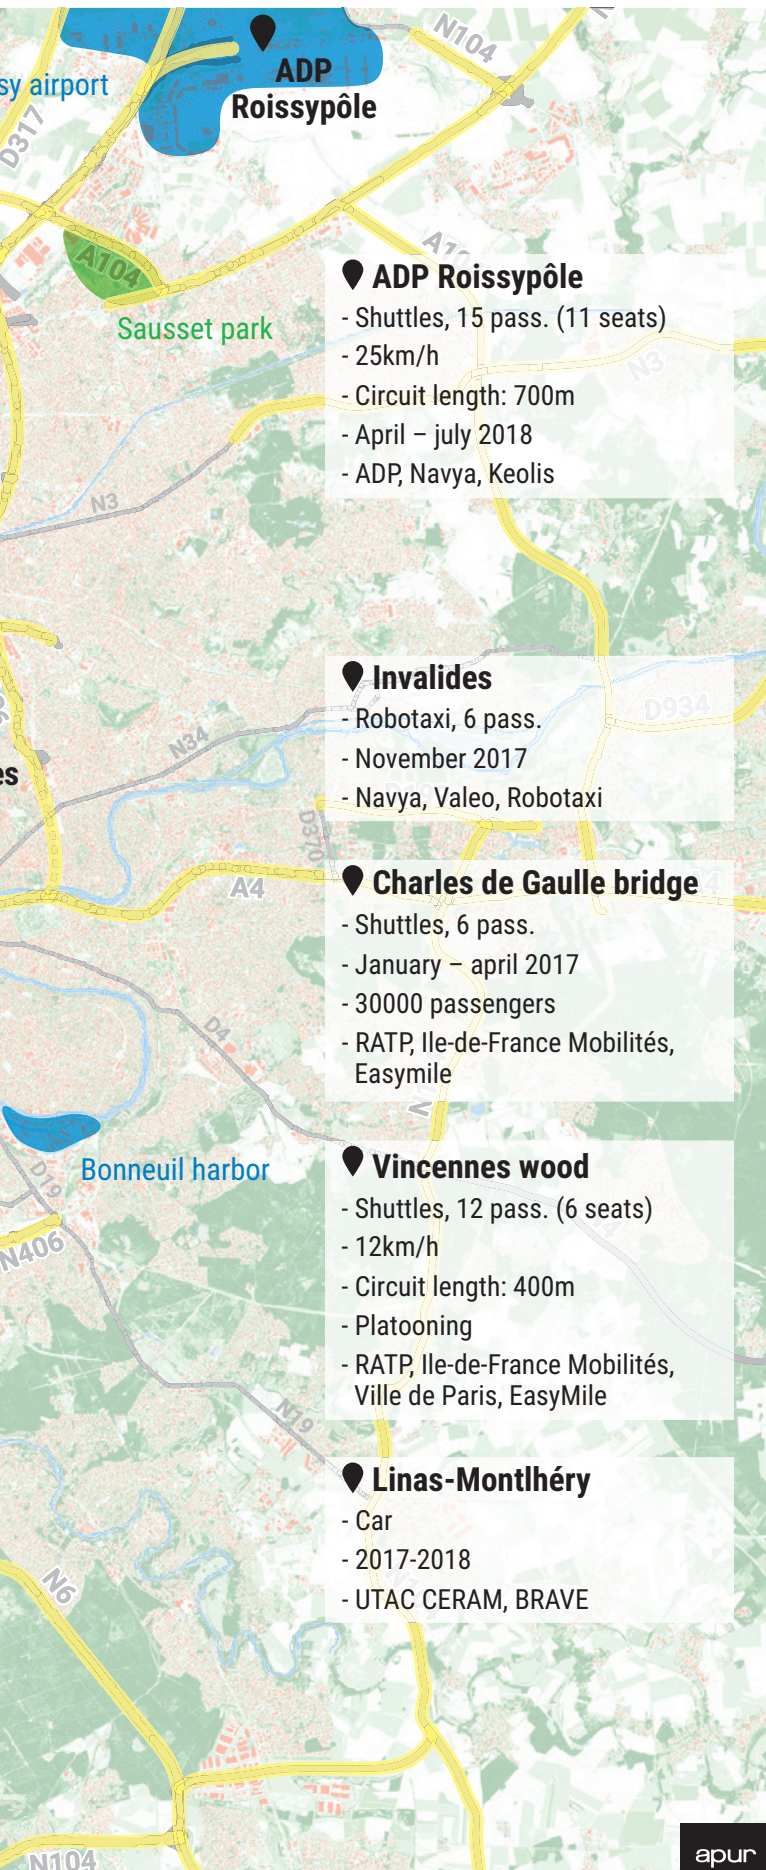 N104
ADP
Roissypôle
sy airport
D317
A104
Sausset park
ADP Roissypôle
- Shuttles, 15 pass. (11 seats)
- 25km/h
- Circuit length: 700m
- April – july 2018
- ADP, Navya, Keolis
N3
N3
Invalides
- Robotaxi, 6 pass.
- November 2017
- Navya, Valeo, Robotaxi
D934
N34
es
D370
A4
Charles de Gaulle bridge
- Shuttles, 6 pass.
- January – april 2017
- 30000 passengers
- RATP, Ile-de-France Mobilités,
Easymile
D4
Bonneuil harbor
D19
N406
Vincennes wood
- Shuttles, 12 pass. (6 seats)
- 12km/h
- Circuit length: 400m
- Platooning
- RATP, Ile-de-France Mobilités,
Ville de Paris, EasyMile
N19
Linas-Montlhéry
- Car
- 2017-2018
- UTAC CERAM, BRAVE
N6
N104
apur